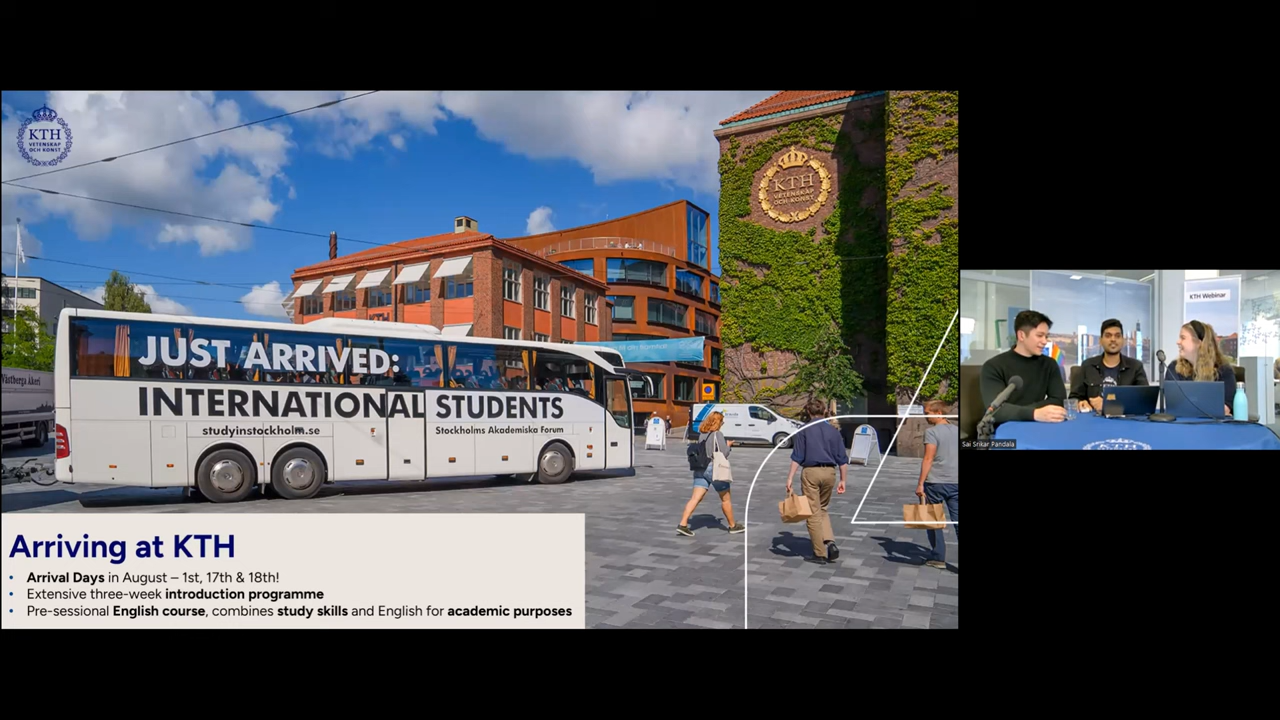 KTH
VETENSKAP
OCH KONST
KTH
VETENSKAP
OCH KONST
JUST ARRIVED:
INTERNATIONAL STUDENTS
studyinstockholm.se
Stockholms Akademiska Forum
Västberga Åkeri
Arriving at KTH
• Arrival Days in August – 1st, 17th & 18th!
• Extensive three-week introduction programme
• Pre-sessional English course, combines study skills and English for academic purposes
KTH Webinar
Sai Srikar Pandala